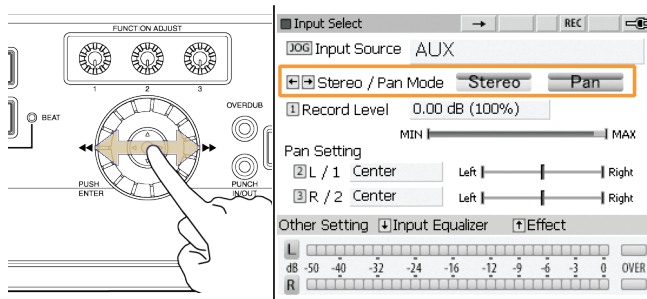 FUNCTION ADJUST
1 2 3
BEAT
OVERDUB
◀◀ ▶▶
PUSH
ENTER
PUNCH
IN/OUT
Input Select → REC
JOG Input Source AUX
←→ Stereo / Pan Mode Stereo Pan
1 Record Level 0.00 dB (100%)
MIN MAX
Pan Setting
2 L / 1 Center Left Right
3 R / 2 Center Left Right
Other Setting ↓ Input Equalizer ↑ Effect
L
dB -50 -40 -32 -24 -16 -12 -9 -6 -3 0 OVER
R